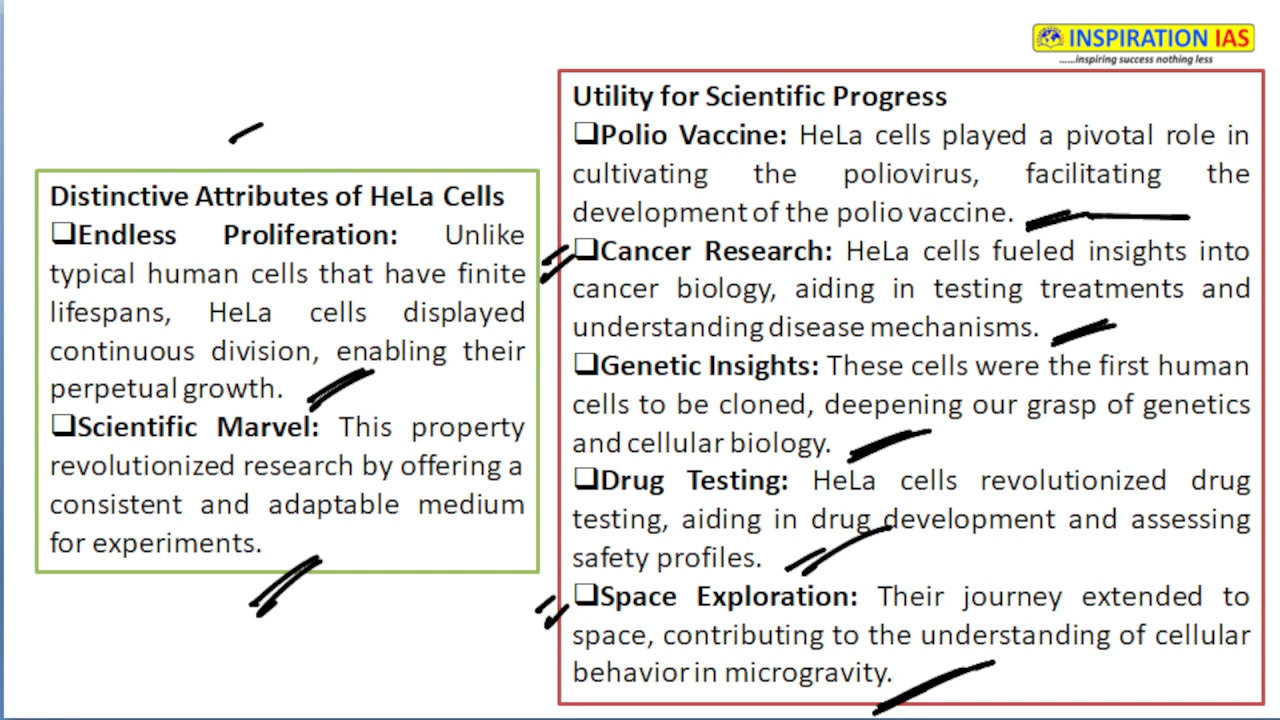 INSPIRATION IAS
......inspiring success nothing less
Distinctive Attributes of HeLa Cells
❑Endless Proliferation: Unlike
typical human cells that have finite
lifespans, HeLa cells displayed
continuous division, enabling their
perpetual growth.
❑Scientific Marvel: This property
revolutionized research by offering a
consistent and adaptable medium
for experiments.
Utility for Scientific Progress
❑Polio Vaccine: HeLa cells played a pivotal role in
cultivating the poliovirus, facilitating the
development of the polio vaccine.
❑Cancer Research: HeLa cells fueled insights into
cancer biology, aiding in testing treatments and
understanding disease mechanisms.
❑Genetic Insights: These cells were the first human
cells to be cloned, deepening our grasp of genetics
and cellular biology.
❑Drug Testing: HeLa cells revolutionized drug
testing, aiding in drug development and assessing
safety profiles.
❑Space Exploration: Their journey extended to
space, contributing to the understanding of cellular
behavior in microgravity.